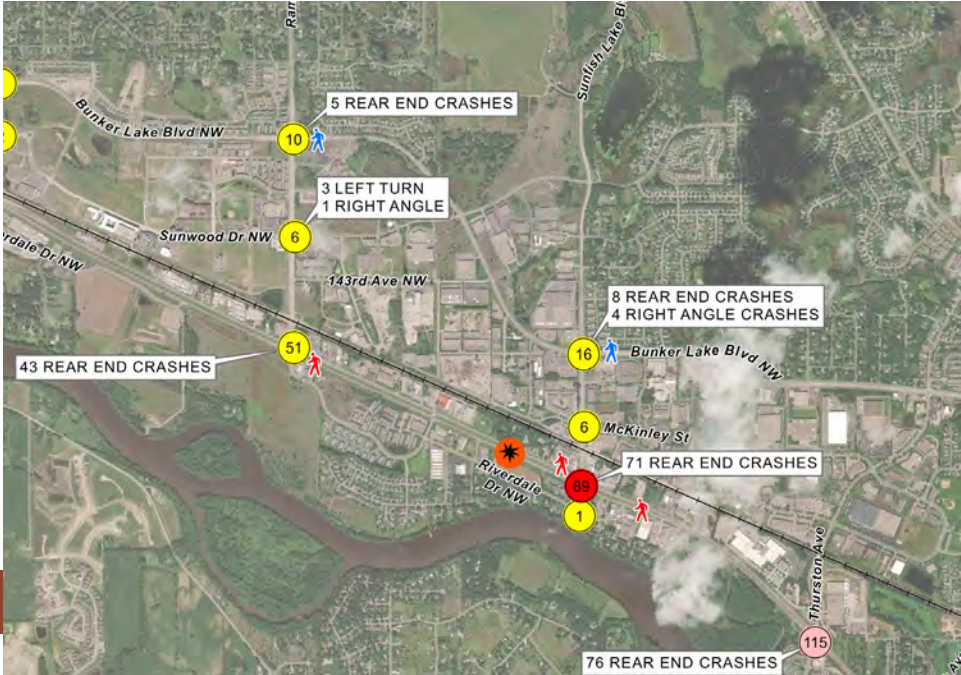 Sunfish Lake Bl
5 REAR END CRASHES
Bunker Lake Blvd NW
10
3 LEFT TURN
1 RIGHT ANGLE
Sunwood Dr NW
6
143rd Ave NW
8 REAR END CRASHES
4 RIGHT ANGLE CRASHES
51
16
Bunker Lake Blvd NW
43 REAR END CRASHES
6
McKinley St
71 REAR END CRASHES
Riverdale
Dr NW
89
1
Thurston Ave
115
76 REAR END CRASHES